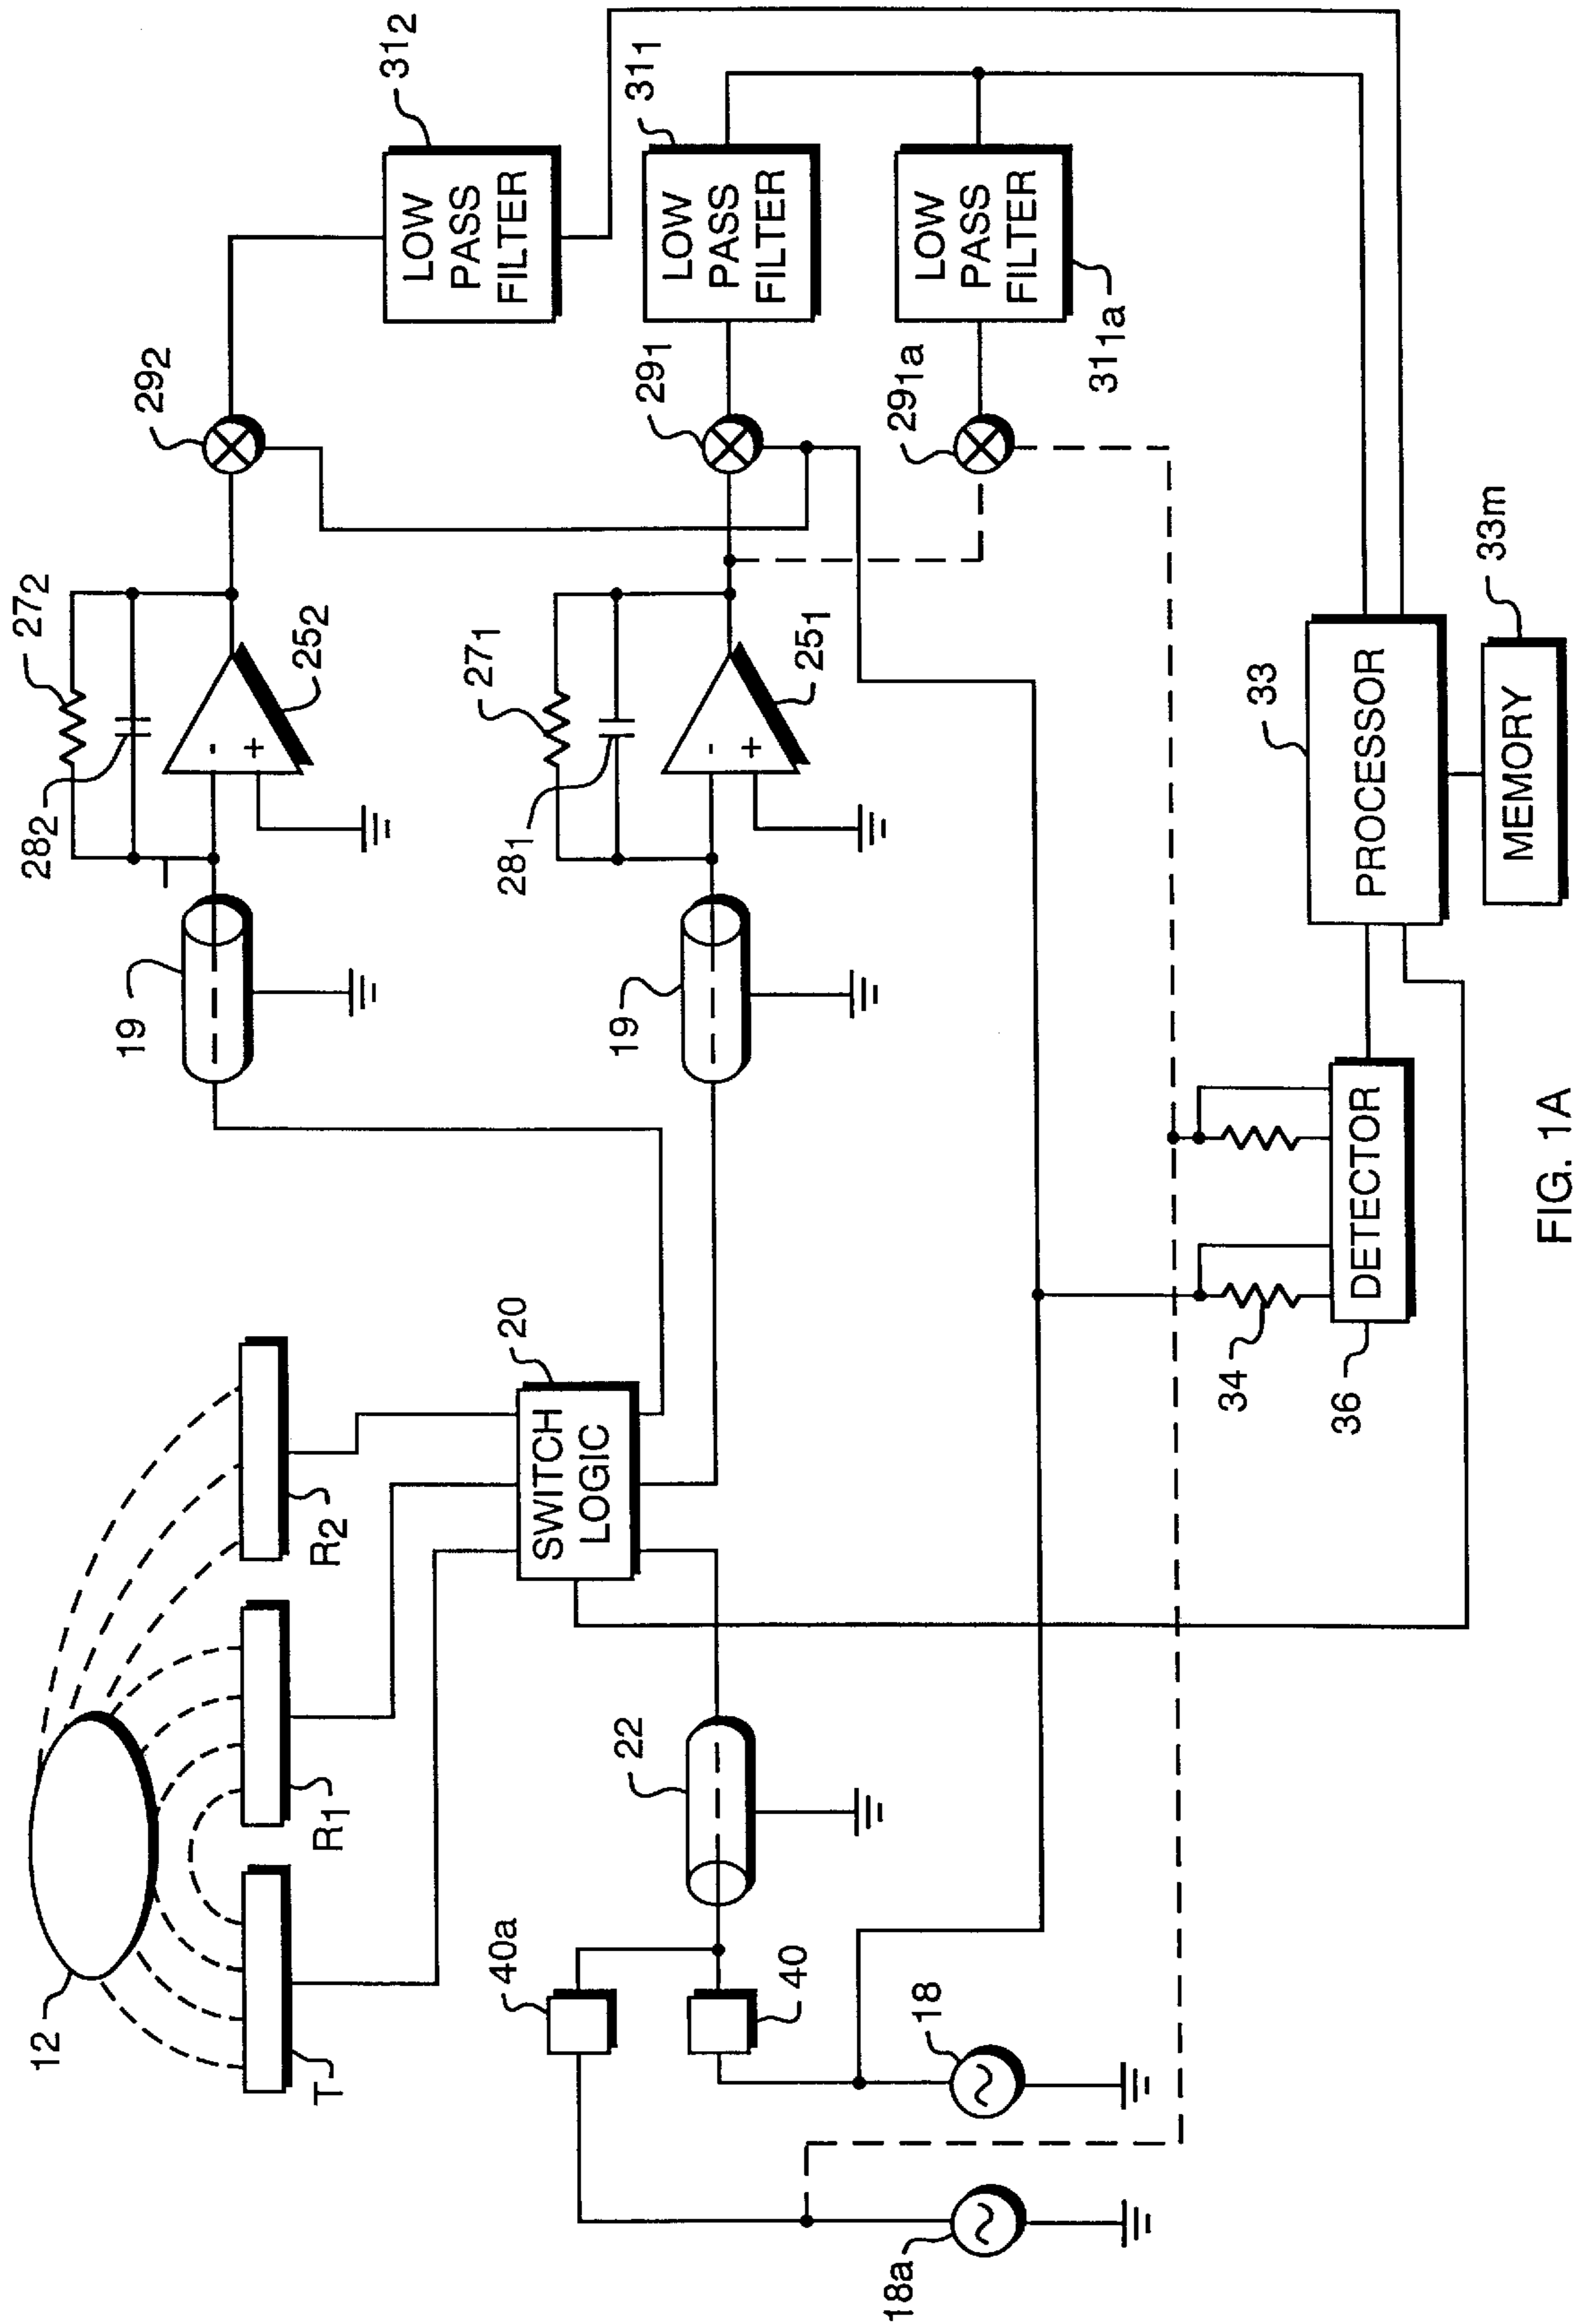 12
T
R1
R2
SWITCH
LOGIC
20
40a
40
22
18
18a
19
19
28₂
27₂
25₂
28₁
27₁
25₁
29₂
29₁
29₁a
LOW
PASS
FILTER
31₂
LOW
PASS
FILTER
31₁
LOW
PASS
FILTER
31₁a
34
36
DETECTOR
33
PROCESSOR
MEMORY
33m
-
+
-
+
FIG. 1A